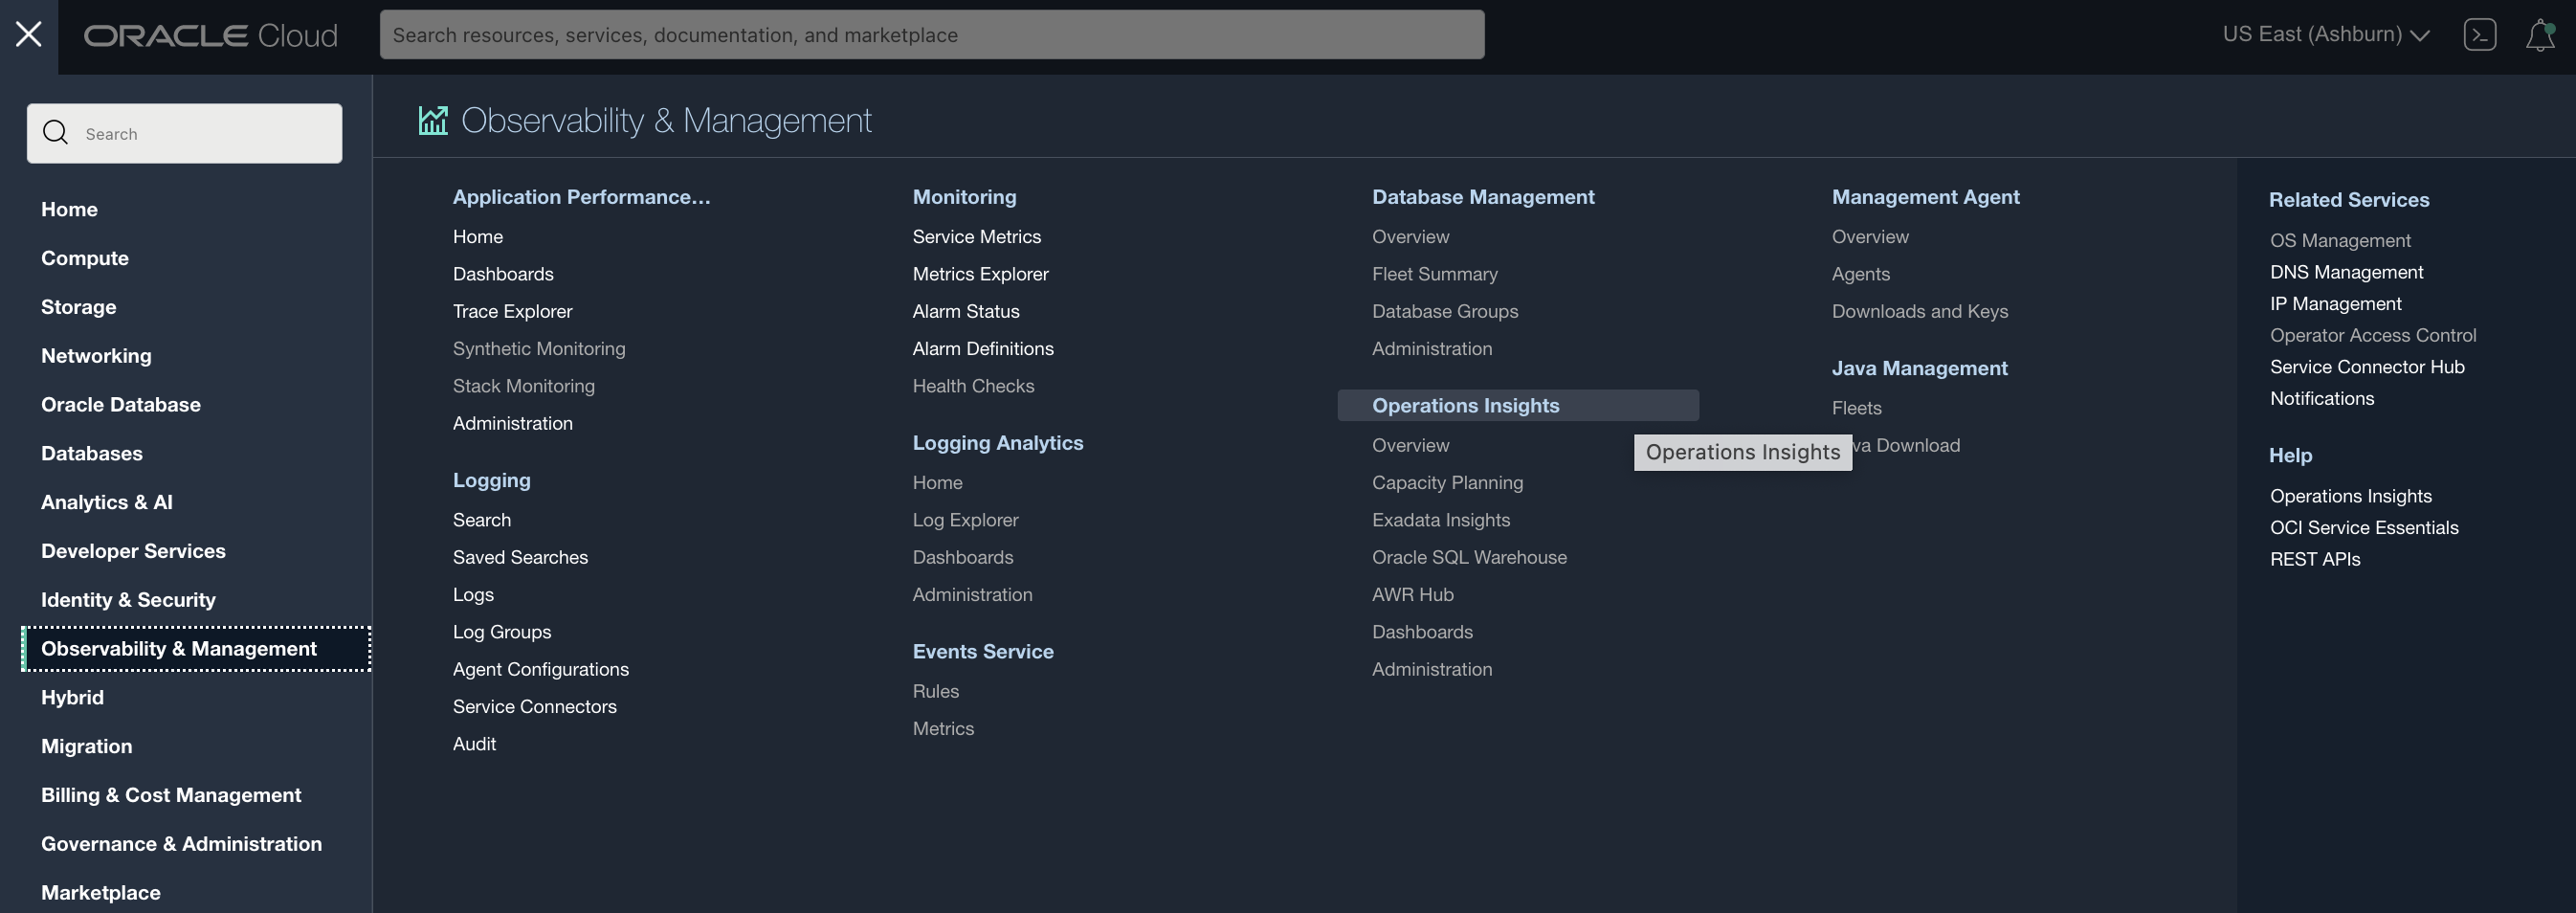 ORACLE Cloud
Search resources, services, documentation, and marketplace
US East (Ashburn)
Search
Home
Compute
Storage
Networking
Oracle Database
Databases
Analytics & AI
Developer Services
Identity & Security
Observability & Management
Hybrid
Migration
Billing & Cost Management
Governance & Administration
Marketplace
Observability & Management
Application Performance...
Home
Dashboards
Trace Explorer
Synthetic Monitoring
Stack Monitoring
Administration
Logging
Search
Saved Searches
Logs
Log Groups
Agent Configurations
Service Connectors
Audit
Monitoring
Service Metrics
Metrics Explorer
Alarm Status
Alarm Definitions
Health Checks
Logging Analytics
Home
Log Explorer
Dashboards
Administration
Events Service
Rules
Metrics
Database Management
Overview
Fleet Summary
Database Groups
Administration
Operations Insights
Overview
Capacity Planning
Exadata Insights
Oracle SQL Warehouse
AWR Hub
Dashboards
Administration
Operations Insights
Management Agent
Overview
Agents
Downloads and Keys
Java Management
Fleets
va Download
Related Services
OS Management
DNS Management
IP Management
Operator Access Control
Service Connector Hub
Notifications
Help
Operations Insights
OCI Service Essentials
REST APIs